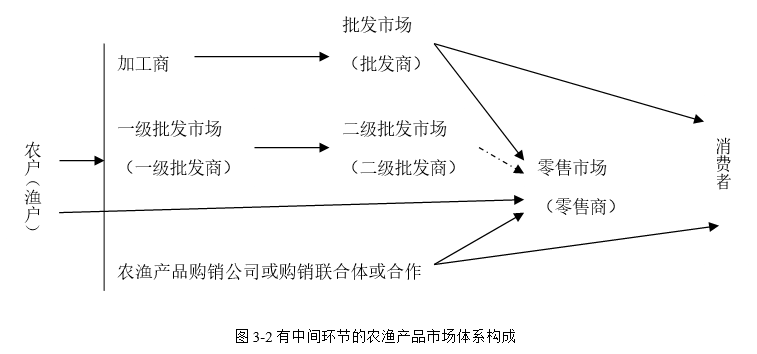 批发市场
加工商
（批发商）
一级批发市场
二级批发市场
农户（渔户）
（一级批发商）
（二级批发商）
零售市场
消费者
（零售商）
农渔产品购销公司或购销联合体或合作
图 3-2 有中间环节的农渔产品市场体系构成